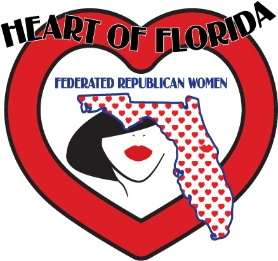 HEART OF FLORIDA
FEDERATED REPUBLICAN WOMEN